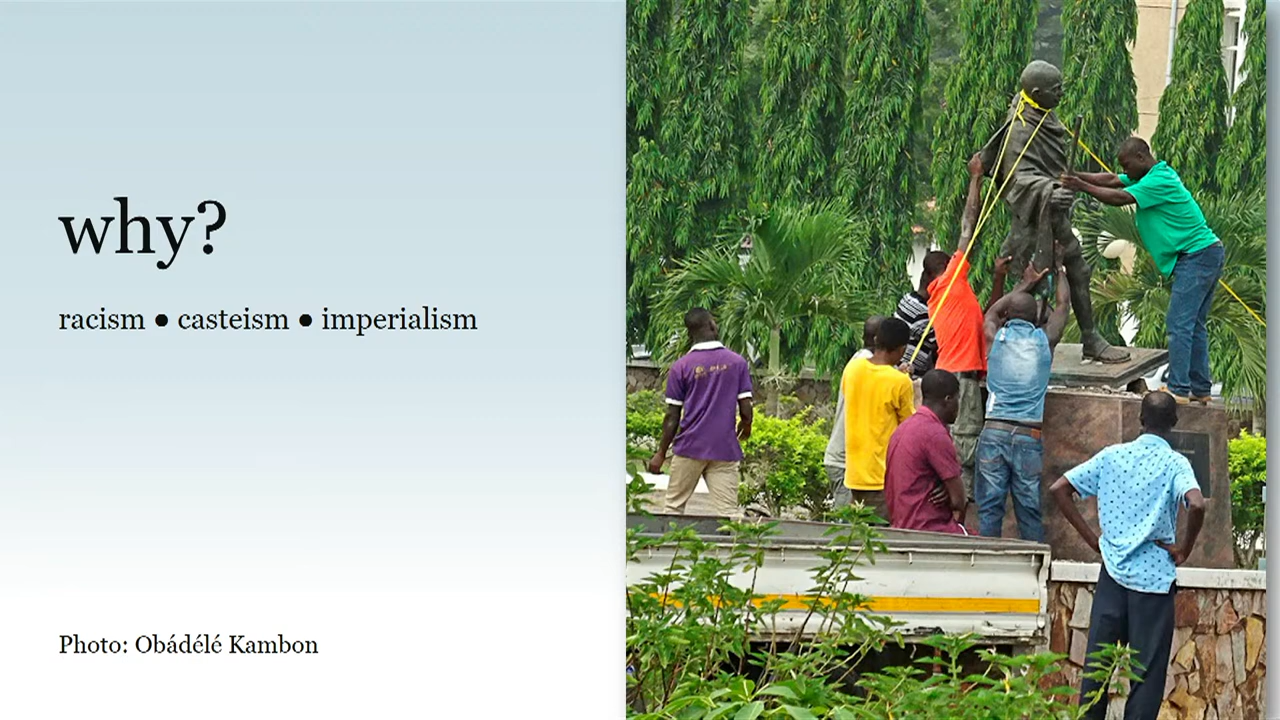 why?
racism ● casteism ● imperialism
Photo: Obádélé Kambon